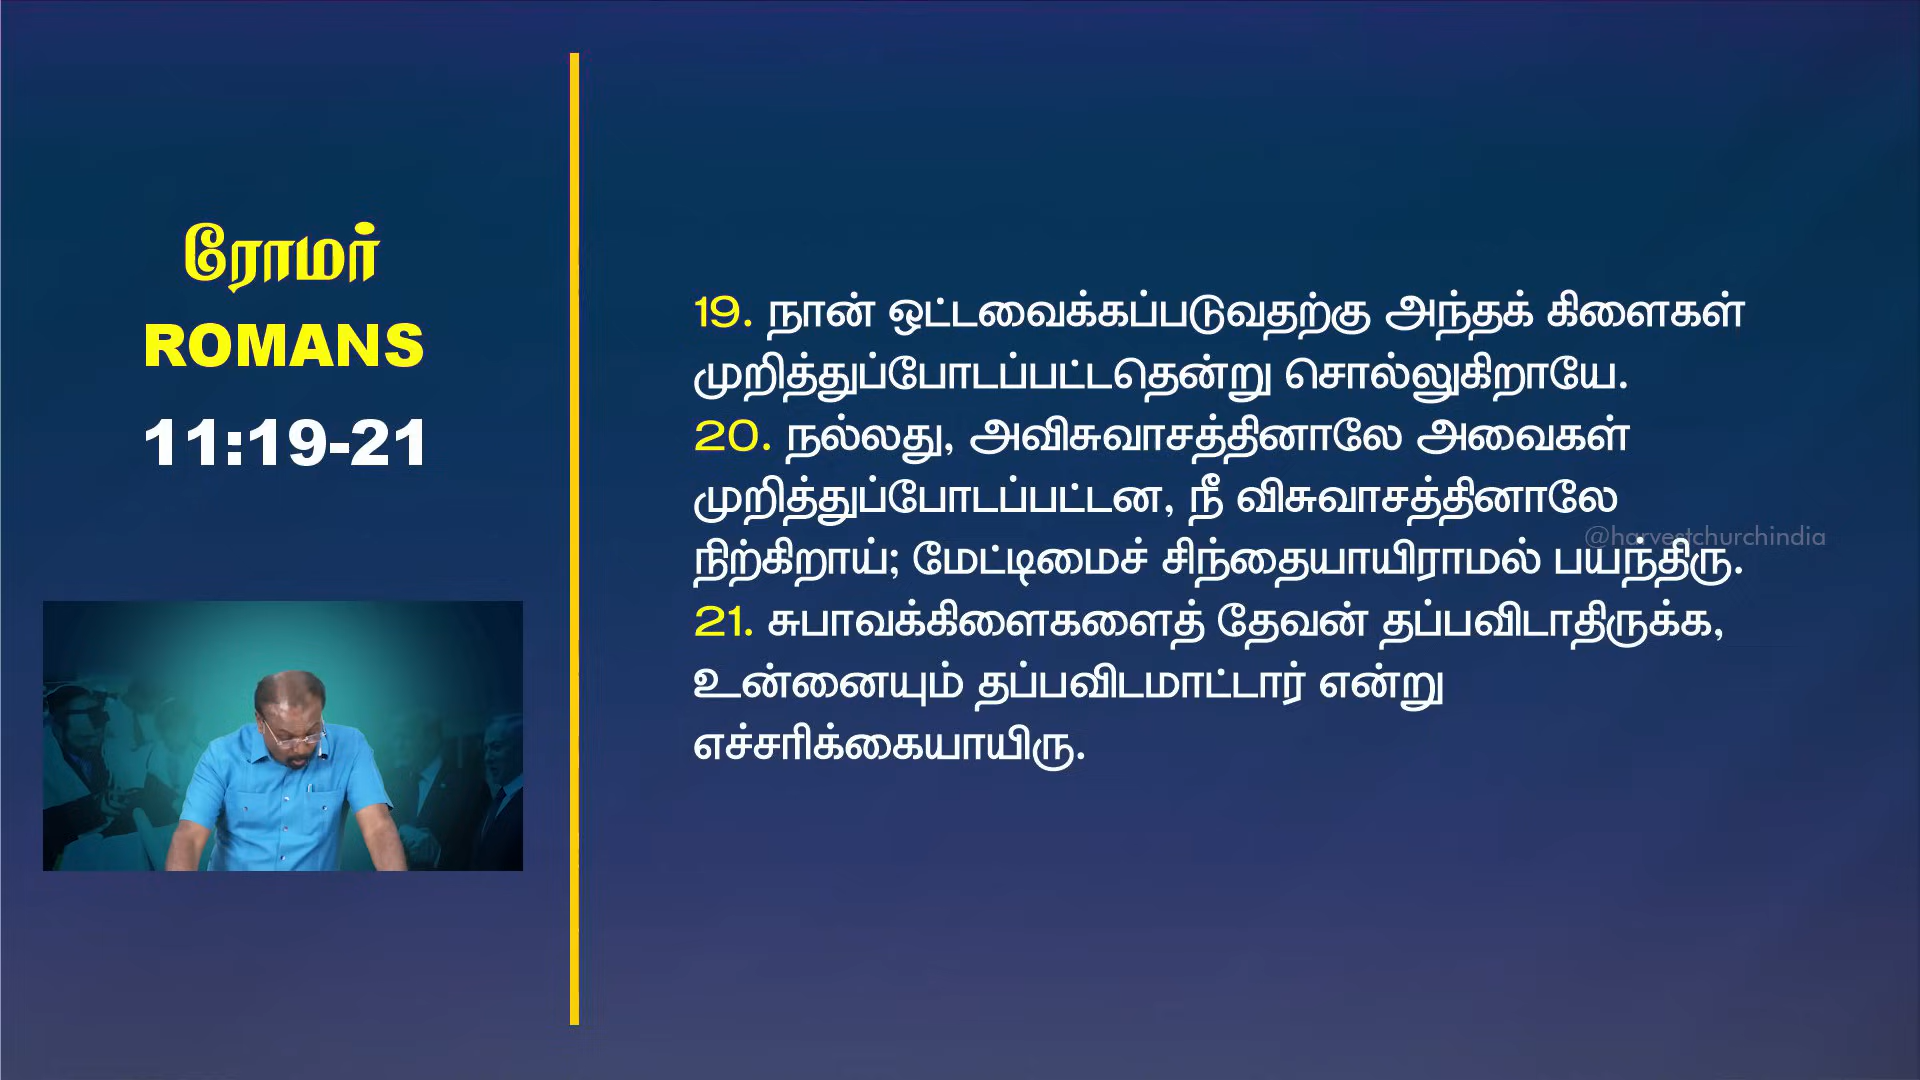 ரோமர்
ROMANS
11:19-21
19. நான் ஒட்டவைக்கப்படுவதற்கு அந்தக் கிளைகள்
முறித்துப்போடப்பட்டதென்று சொல்லுகிறாயே.
20. நல்லது, அவிசுவாசத்தினாலே அவைகள்
முறித்துப்போடப்பட்டன, நீ விசுவாசத்தினாலே
@harvestchurchindia
நிற்கிறாய்; மேட்டிமைச் சிந்தையாயிராமல் பயந்திரு.
21. சுபாவக்கிளைகளைத் தேவன் தப்பவிடாதிருக்க,
உன்னையும் தப்பவிடமாட்டார் என்று
எச்சரிக்கையாயிரு.